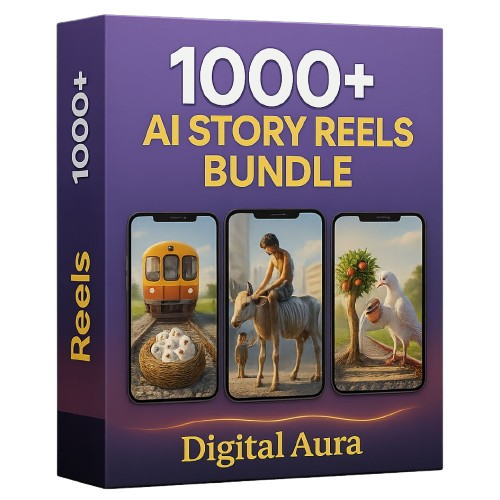 1000+
AI STORY REELS
BUNDLE
Digital Aura
1000+
Reels